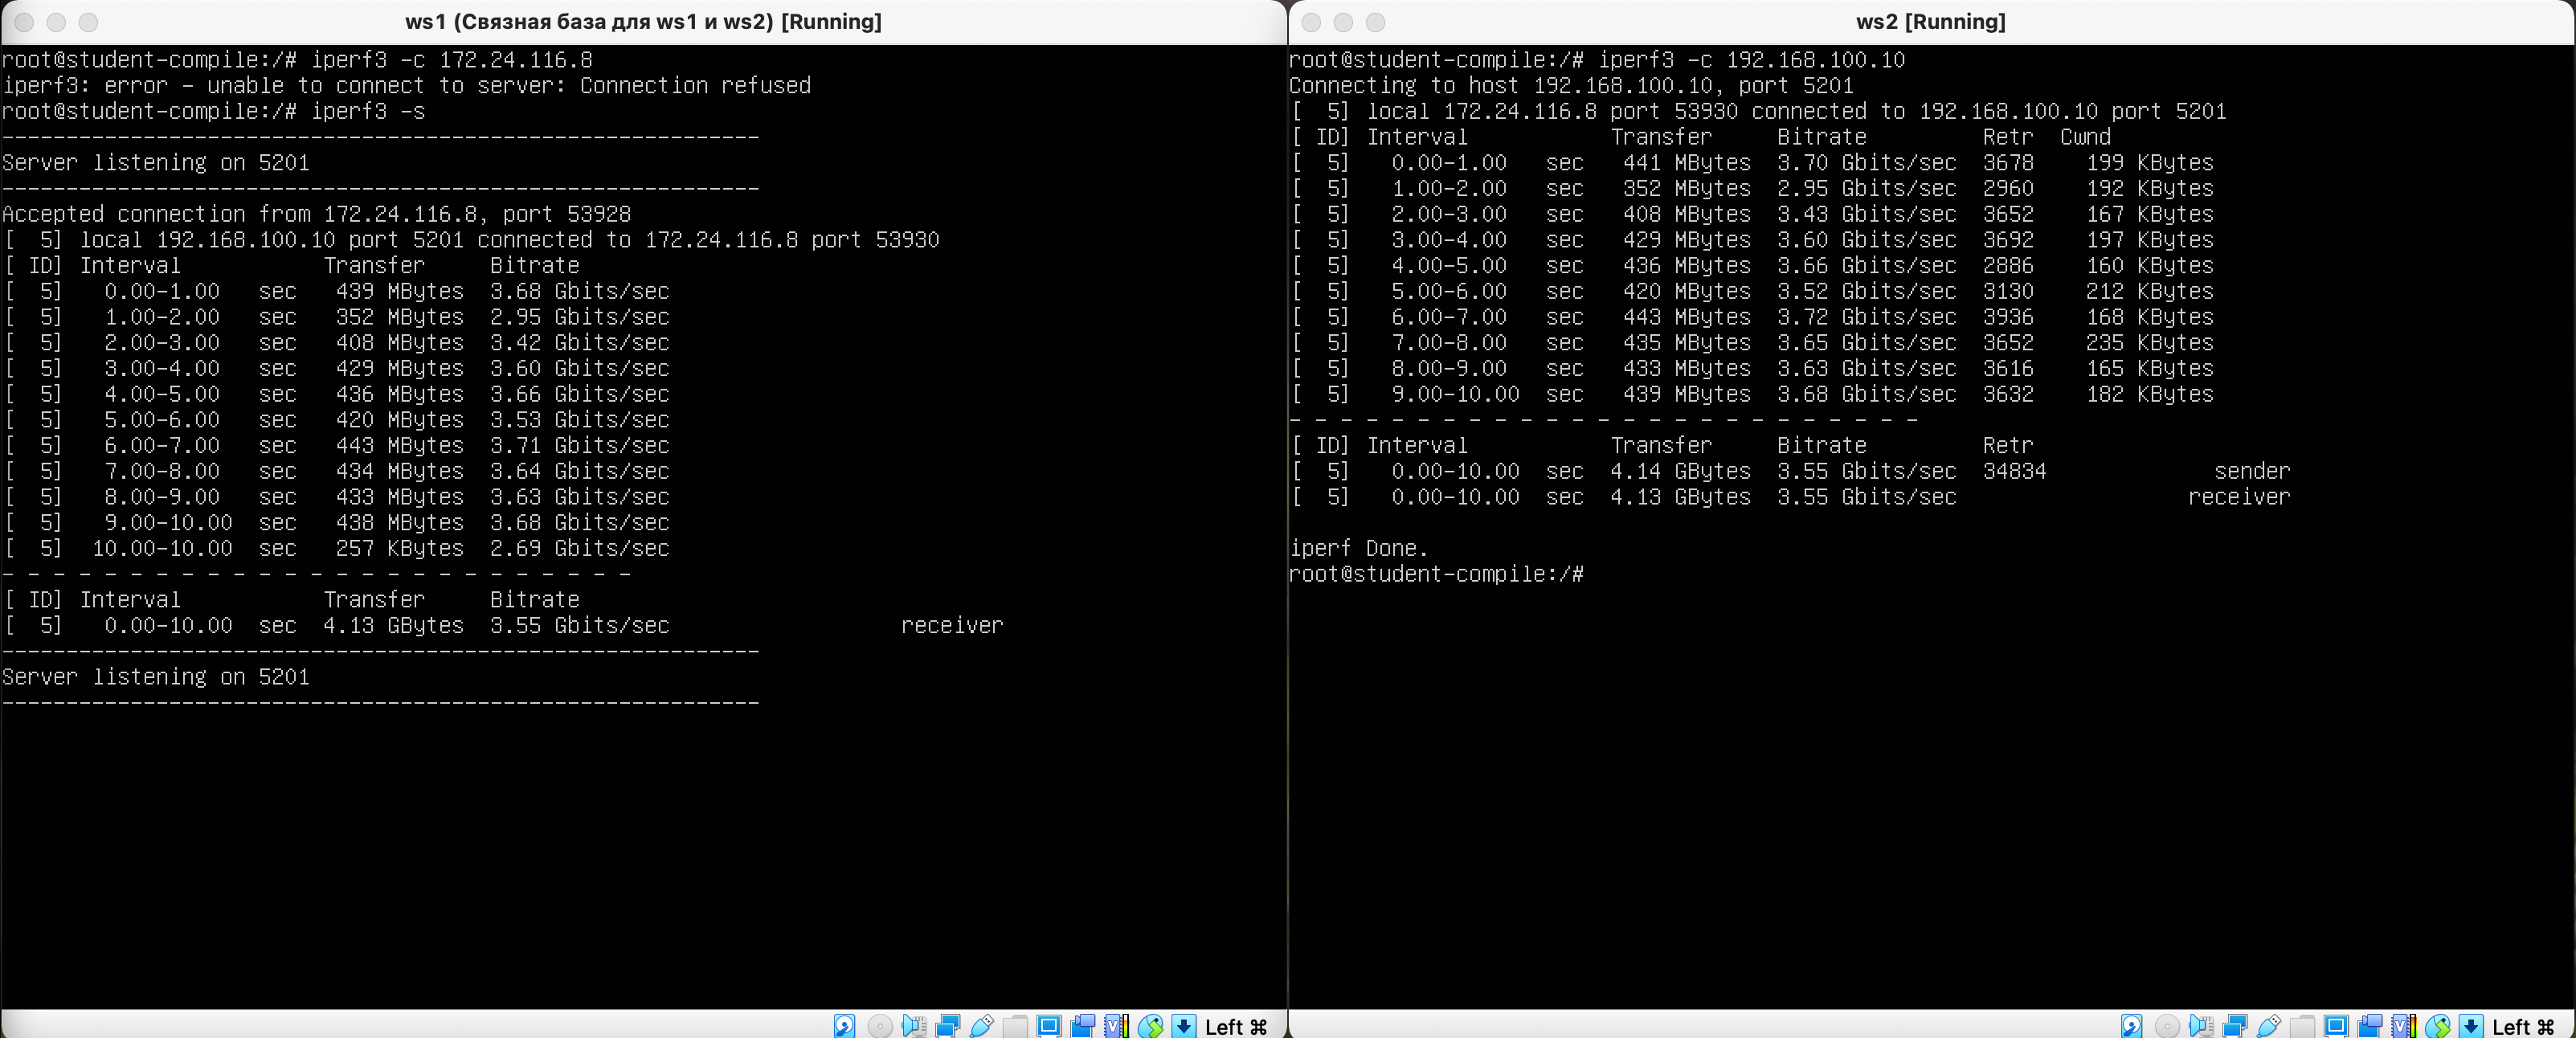 ws1 (Связная база для ws1 и ws2) [Running]
root@student-compile:/# iperf3 -c 172.24.116.8
iperf3: error - unable to connect to server: Connection refused
root@student-compile:/# iperf3 -s
-----------------------------------------------------------
Server listening on 5201
-----------------------------------------------------------
Accepted connection from 172.24.116.8, port 53928
[  5] local 192.168.100.10 port 5201 connected to 172.24.116.8 port 53930
[ ID] Interval           Transfer     Bitrate
[  5]   0.00-1.00   sec   439 MBytes  3.68 Gbits/sec
[  5]   1.00-2.00   sec   352 MBytes  2.95 Gbits/sec
[  5]   2.00-3.00   sec   408 MBytes  3.42 Gbits/sec
[  5]   3.00-4.00   sec   429 MBytes  3.60 Gbits/sec
[  5]   4.00-5.00   sec   436 MBytes  3.66 Gbits/sec
[  5]   5.00-6.00   sec   420 MBytes  3.53 Gbits/sec
[  5]   6.00-7.00   sec   443 MBytes  3.71 Gbits/sec
[  5]   7.00-8.00   sec   434 MBytes  3.64 Gbits/sec
[  5]   8.00-9.00   sec   433 MBytes  3.63 Gbits/sec
[  5]   9.00-10.00  sec   438 MBytes  3.68 Gbits/sec
[  5]  10.00-10.00  sec   257 KBytes  2.69 Gbits/sec
- - - - - - - - - - - - - - - - - - - - - - - - -
[ ID] Interval           Transfer     Bitrate
[  5]   0.00-10.00  sec  4.13 GBytes  3.55 Gbits/sec                  receiver
-----------------------------------------------------------
Server listening on 5201
-----------------------------------------------------------
Left ⌘
ws2 [Running]
root@student-compile:/# iperf3 -c 192.168.100.10
Connecting to host 192.168.100.10, port 5201
[  5] local 172.24.116.8 port 53930 connected to 192.168.100.10 port 5201
[ ID] Interval           Transfer     Bitrate         Retr  Cwnd
[  5]   0.00-1.00   sec   441 MBytes  3.70 Gbits/sec  3678    199 KBytes
[  5]   1.00-2.00   sec   352 MBytes  2.95 Gbits/sec  2960    192 KBytes
[  5]   2.00-3.00   sec   408 MBytes  3.43 Gbits/sec  3652    167 KBytes
[  5]   3.00-4.00   sec   429 MBytes  3.60 Gbits/sec  3692    197 KBytes
[  5]   4.00-5.00   sec   436 MBytes  3.66 Gbits/sec  2886    160 KBytes
[  5]   5.00-6.00   sec   420 MBytes  3.52 Gbits/sec  3130    212 KBytes
[  5]   6.00-7.00   sec   443 MBytes  3.72 Gbits/sec  3936    168 KBytes
[  5]   7.00-8.00   sec   435 MBytes  3.65 Gbits/sec  3652    235 KBytes
[  5]   8.00-9.00   sec   433 MBytes  3.63 Gbits/sec  3616    165 KBytes
[  5]   9.00-10.00  sec   439 MBytes  3.68 Gbits/sec  3632    182 KBytes
- - - - - - - - - - - - - - - - - - - - - - - - -
[ ID] Interval           Transfer     Bitrate         Retr
[  5]   0.00-10.00  sec  4.14 GBytes  3.55 Gbits/sec  34834             sender
[  5]   0.00-10.00  sec  4.13 GBytes  3.55 Gbits/sec                  receiver
iperf Done.
root@student-compile:/#
Left ⌘